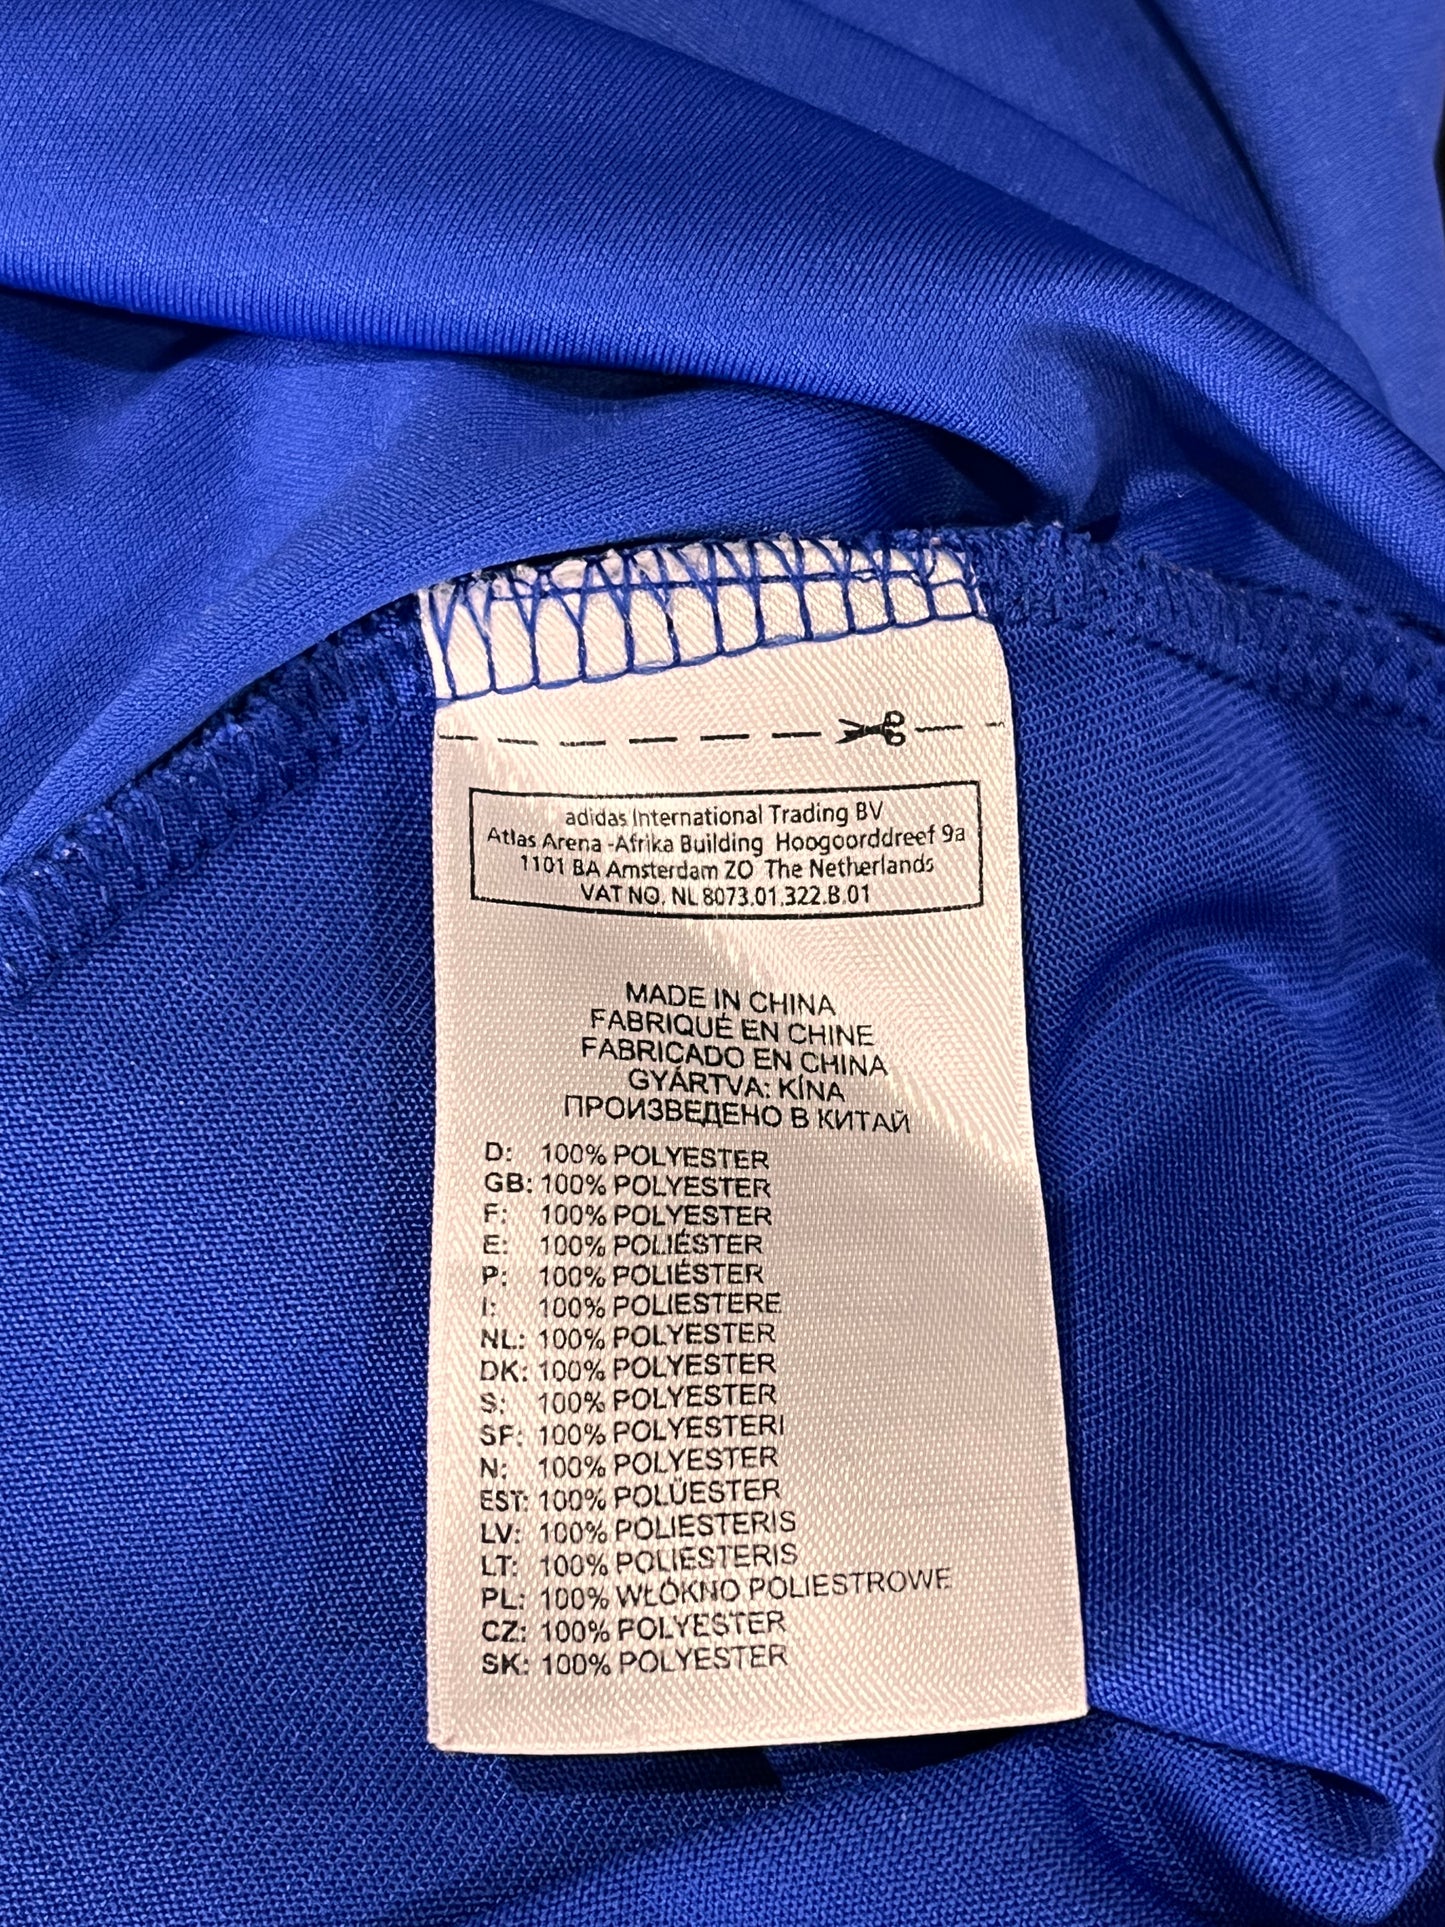 adidas International Trading BV
Atlas Arena -Afrika Building Hoogoorddreef 9a
1101 BA Amsterdam ZO The Netherlands
VAT NO. NL 8073.01.322.B.01
MADE IN CHINA
FABRIQUÉ EN CHINE
FABRICADO EN CHINA
GYÁRTVA: KÍNA
ПРОИЗВЕДЕНО В КИТАЙ
D: 100% POLYESTER
GB: 100% POLYESTER
F: 100% POLYESTER
E: 100% POLIÉSTER
P: 100% POLIÉSTER
I: 100% POLIESTERE
NL: 100% POLYESTER
DK: 100% POLYESTER
S: 100% POLYESTER
SF: 100% POLYESTERI
N: 100% POLYESTER
EST: 100% POLÜESTER
LV: 100% POLIESTERIS
LT: 100% POLIESTERIS
PL: 100% WŁÓKNO POLIESTROWE
CZ: 100% POLYESTER
SK: 100% POLYESTER